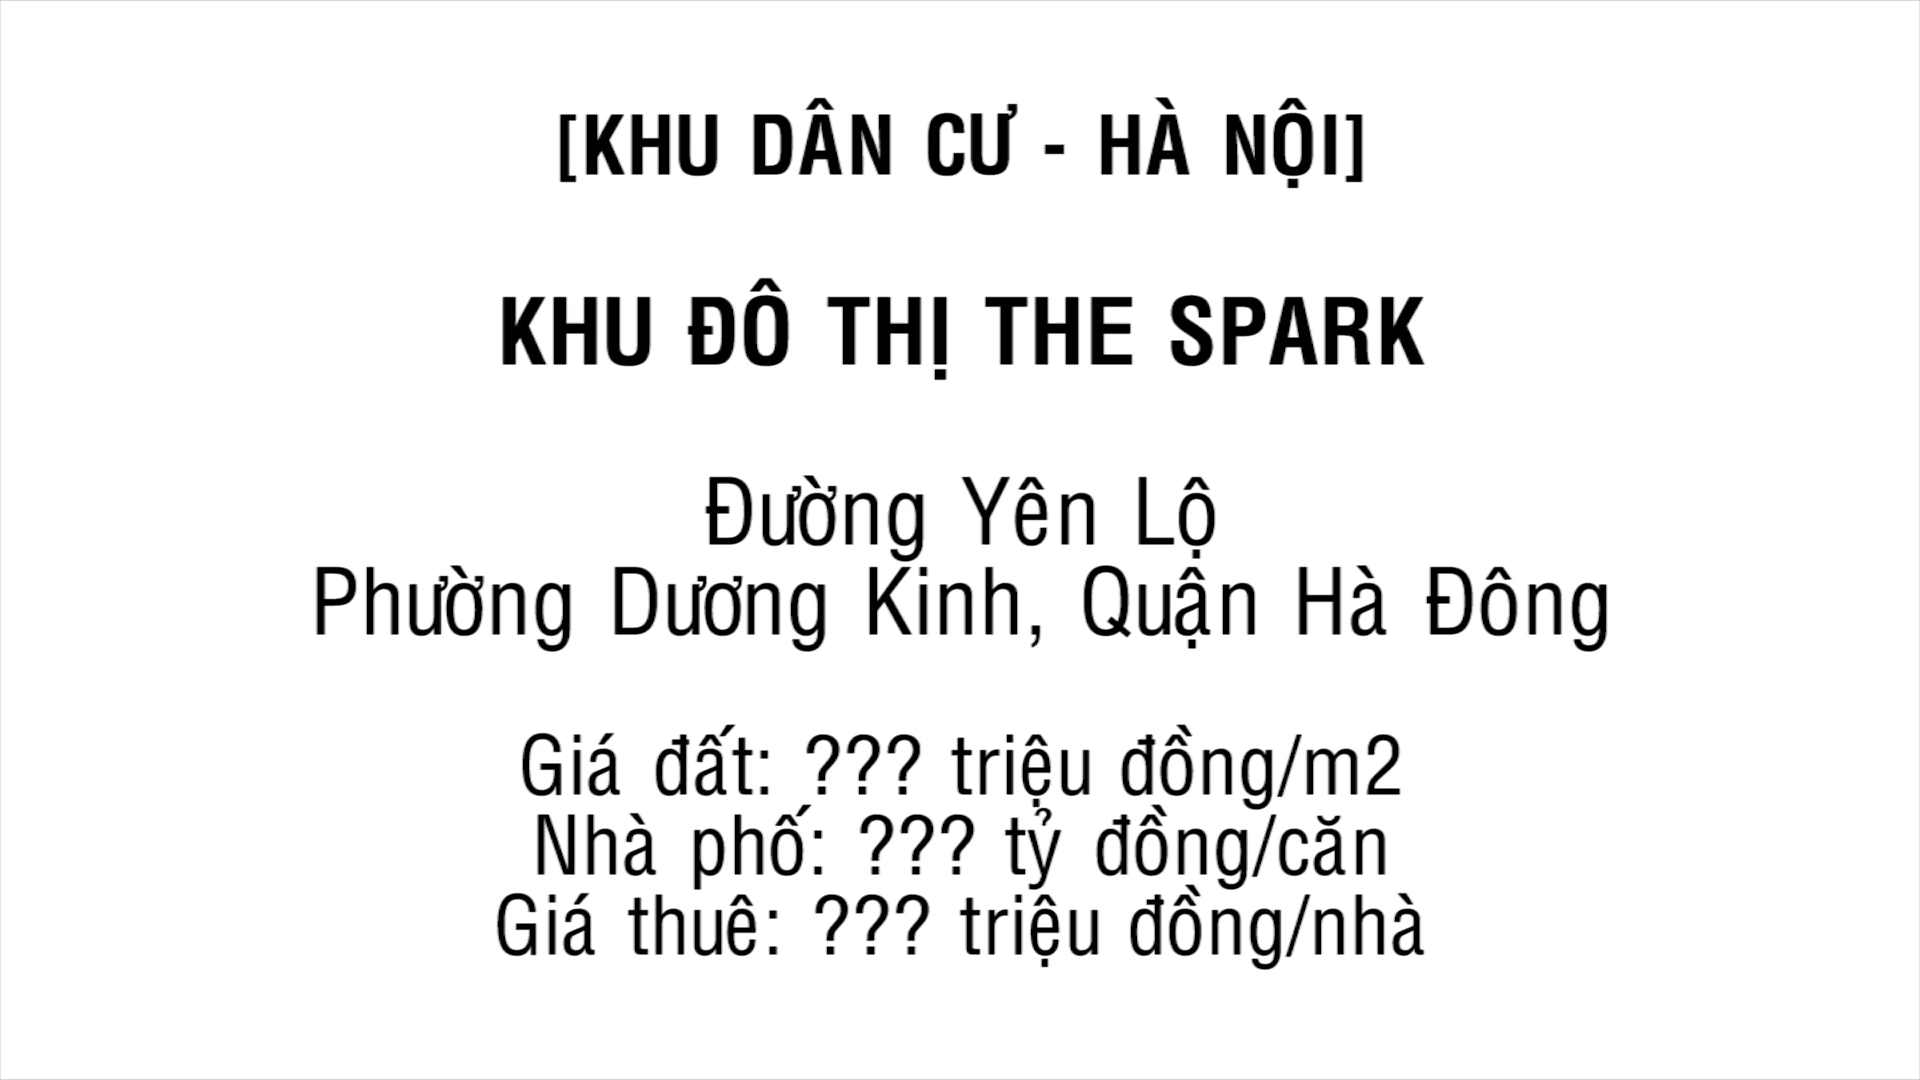 [KHU DÂN CƯ - HÀ NỘI]
KHU ĐÔ THỊ THE SPARK
Đường Yên Lộ
Phường Dương Kinh, Quận Hà Đông
Giá đất: ??? triệu đồng/m2
Nhà phố: ??? tỷ đồng/căn
Giá thuê: ??? triệu đồng/nhà